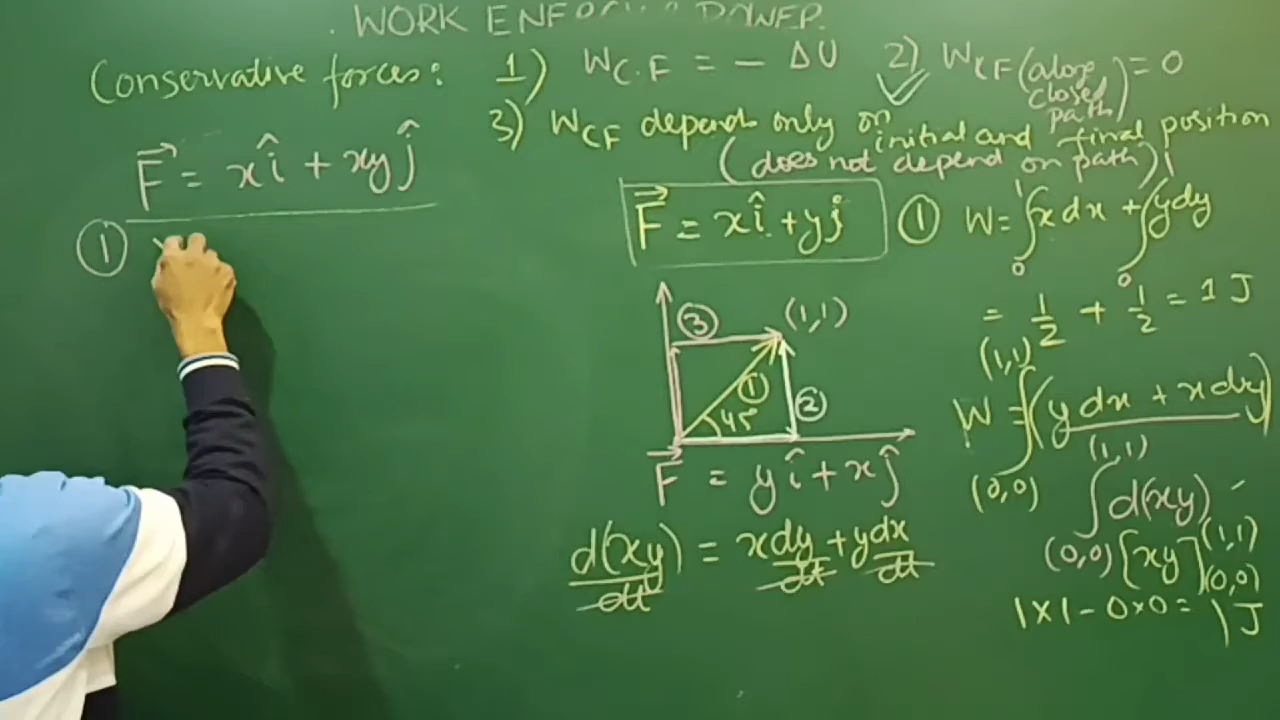 WORK ENERGY & POWER
Conservative forces:
1) W_C.F = - ΔU
2) W_CF (along closed path) = 0
3) W_CF depends only on initial and final position
(does not depend on path)
F⃗ = xî + xyĵ
①
F⃗ = xî + yĵ
① W = ∫₀¹ x dx + ∫₀¹ y dy
= 1/2 + 1/2 = 1 J
③ (1,1)
①
45°
②
F⃗ = yî + xĵ
d(xy)/dt = x dy/dt + y dx/dt
W = ∫_(0,0)^(1,1) (y dx + x dy)
∫_(0,0)^(1,1) d(xy)
[xy]_(0,0)^(1,1)
1×1 - 0×0 = 1 J